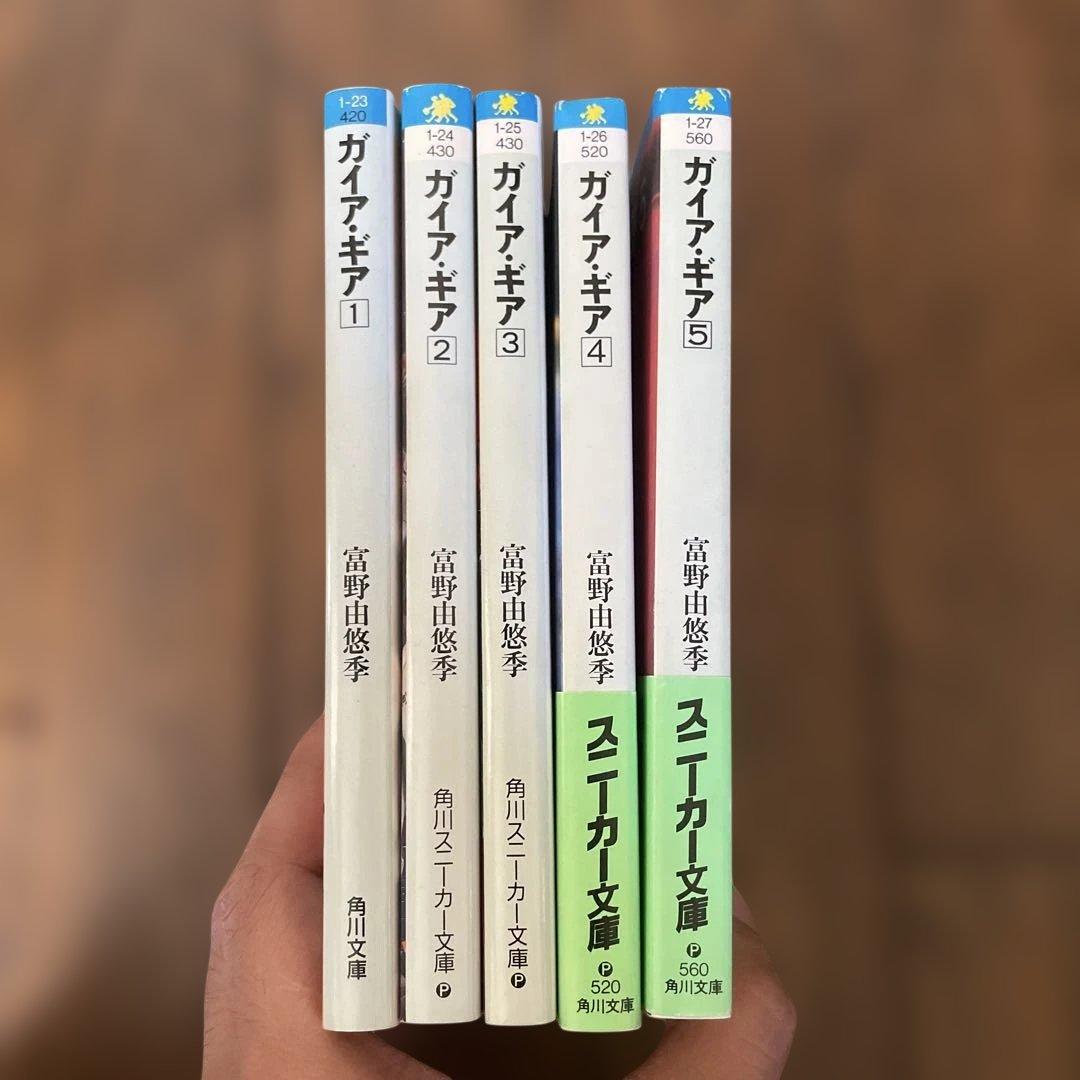 1-23
420
ガイア・ギア 1
富野由悠季
角川文庫
1-24
430
ガイア・ギア 2
富野由悠季
角川スニーカー文庫 P
1-25
430
ガイア・ギア 3
富野由悠季
角川スニーカー文庫 P
1-26
520
ガイア・ギア 4
富野由悠季
スニーカー文庫
P
520
角川文庫
1-27
560
ガイア・ギア 5
富野由悠季
スニーカー文庫
P
560
角川文庫